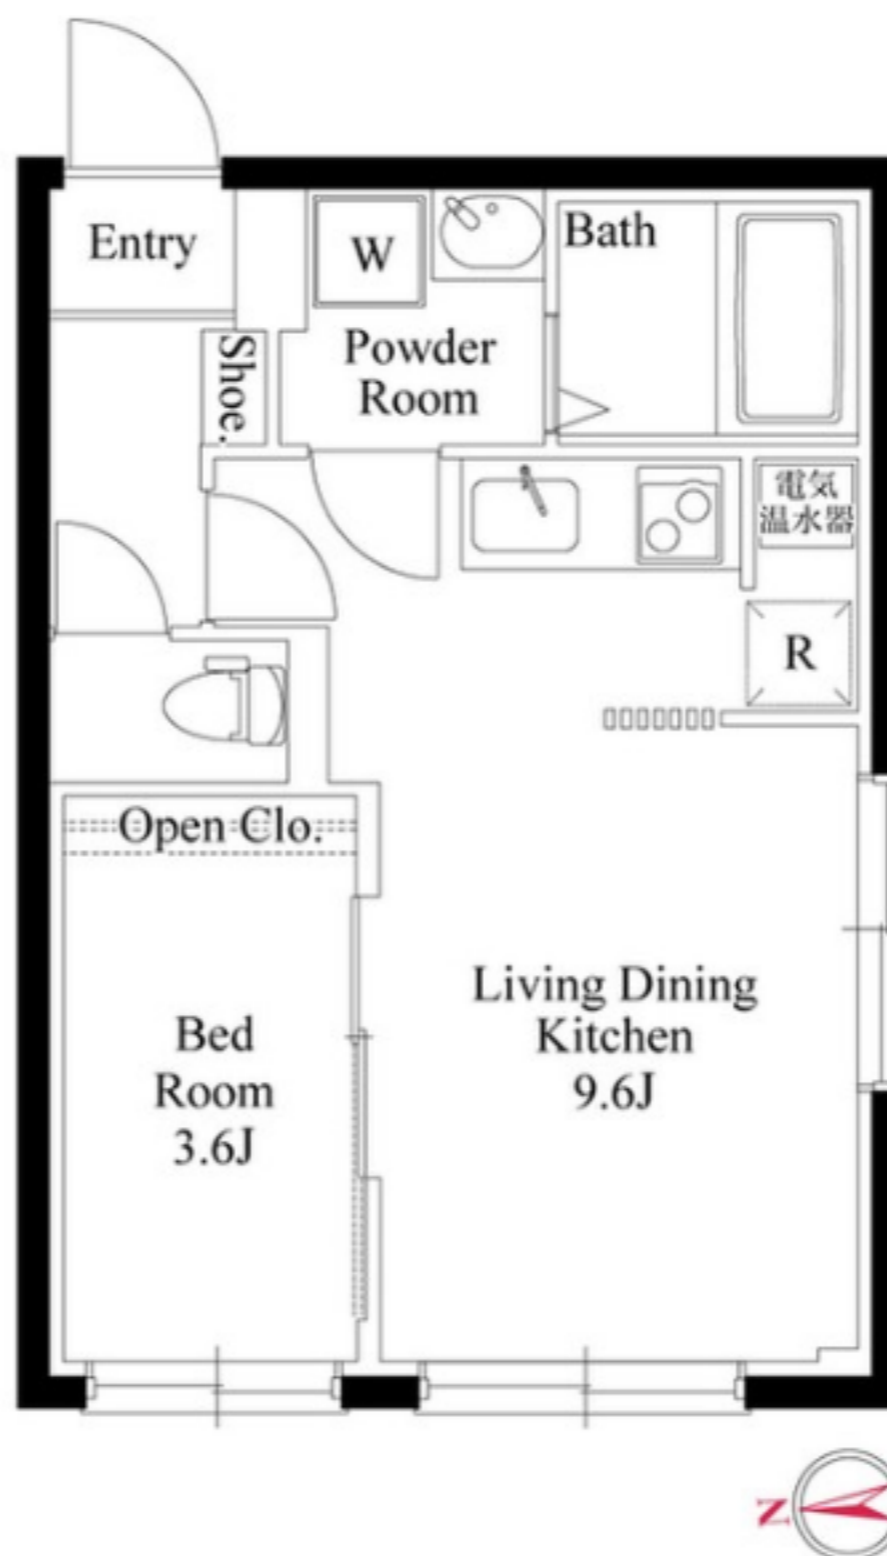 Entry
W
Bath
Shoe.
Powder
Room
電気
温水器
R
Open Clo.
Living Dining
Kitchen
9.6J
Bed
Room
3.6J
N